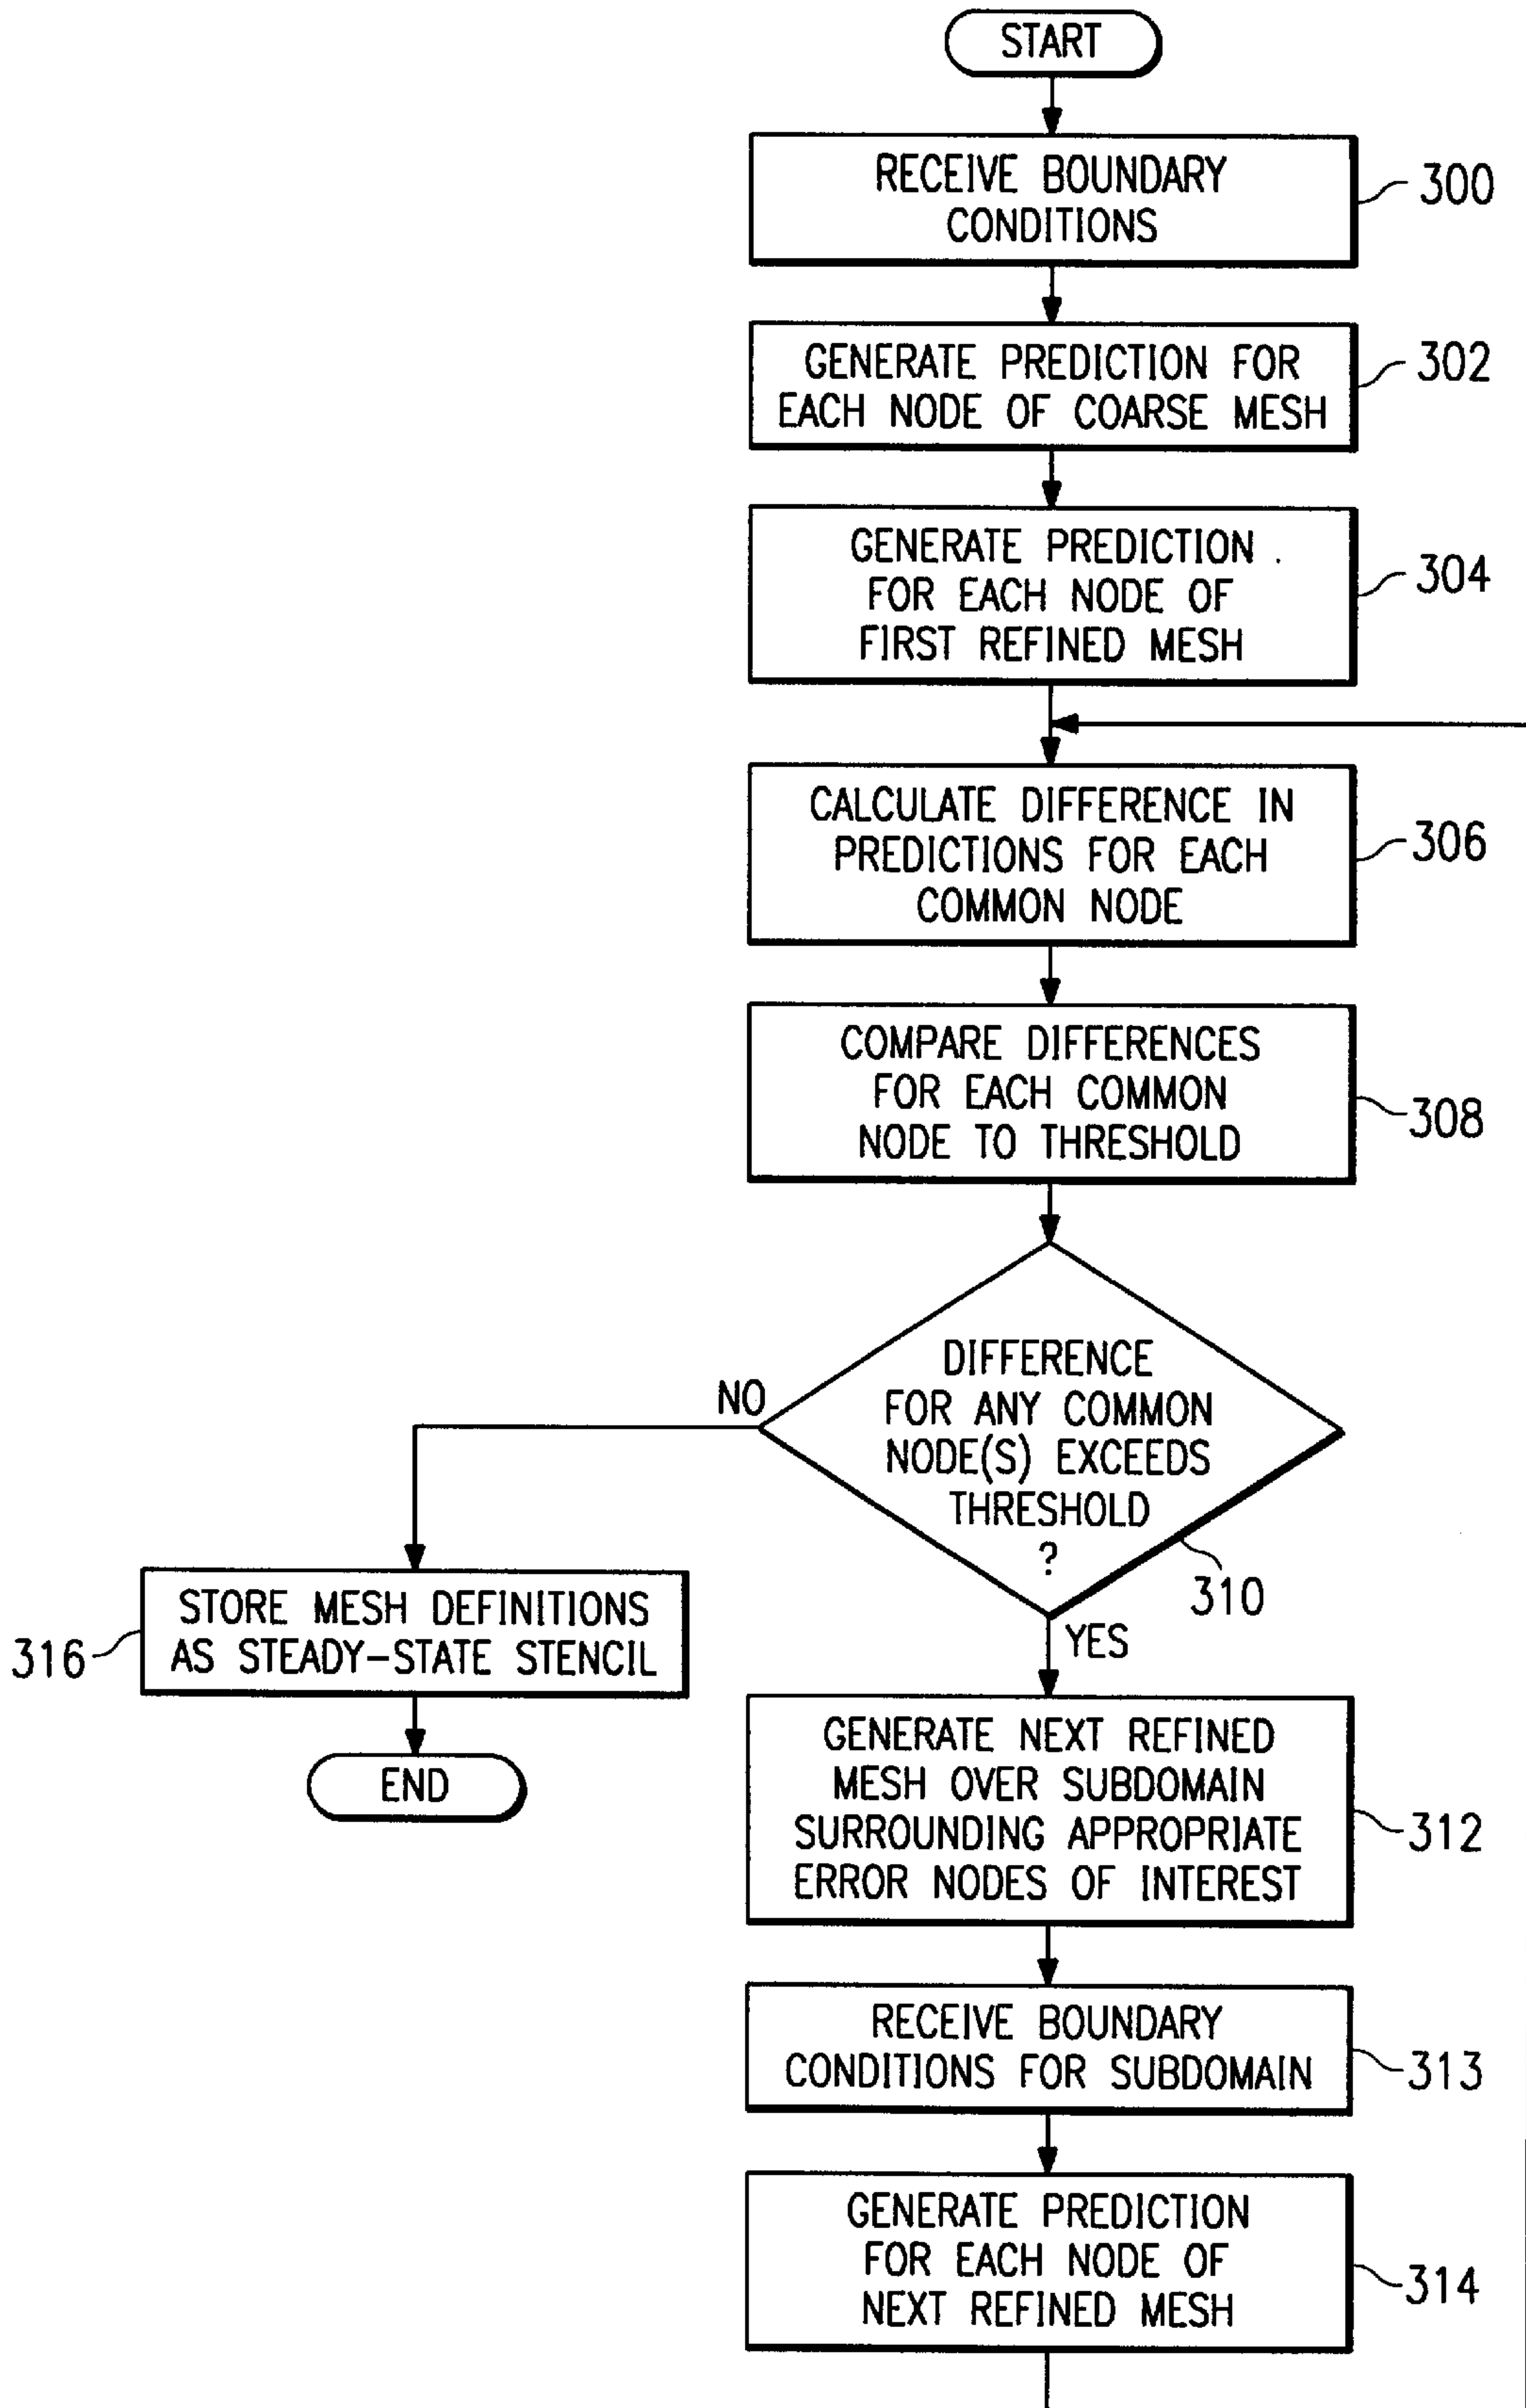 START
RECEIVE BOUNDARY
CONDITIONS
300
GENERATE PREDICTION FOR
EACH NODE OF COARSE MESH
302
GENERATE PREDICTION
FOR EACH NODE OF
FIRST REFINED MESH
304
CALCULATE DIFFERENCE IN
PREDICTIONS FOR EACH
COMMON NODE
306
COMPARE DIFFERENCES
FOR EACH COMMON
NODE TO THRESHOLD
308
DIFFERENCE
FOR ANY COMMON
NODE(S) EXCEEDS
THRESHOLD
?
310
NO
STORE MESH DEFINITIONS
AS STEADY-STATE STENCIL
316
END
YES
GENERATE NEXT REFINED
MESH OVER SUBDOMAIN
SURROUNDING APPROPRIATE
ERROR NODES OF INTEREST
312
RECEIVE BOUNDARY
CONDITIONS FOR SUBDOMAIN
313
GENERATE PREDICTION
FOR EACH NODE OF
NEXT REFINED MESH
314